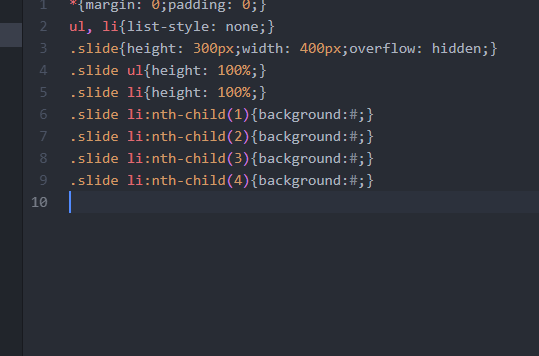 1 *{margin: 0;padding: 0;}
2 ul, li{list-style: none;}
3 .slide{height: 300px;width: 400px;overflow: hidden;}
4 .slide ul{height: 100%;}
5 .slide li{height: 100%;}
6 .slide li:nth-child(1){background:#;}
7 .slide li:nth-child(2){background:#;}
8 .slide li:nth-child(3){background:#;}
9 .slide li:nth-child(4){background:#;}
10